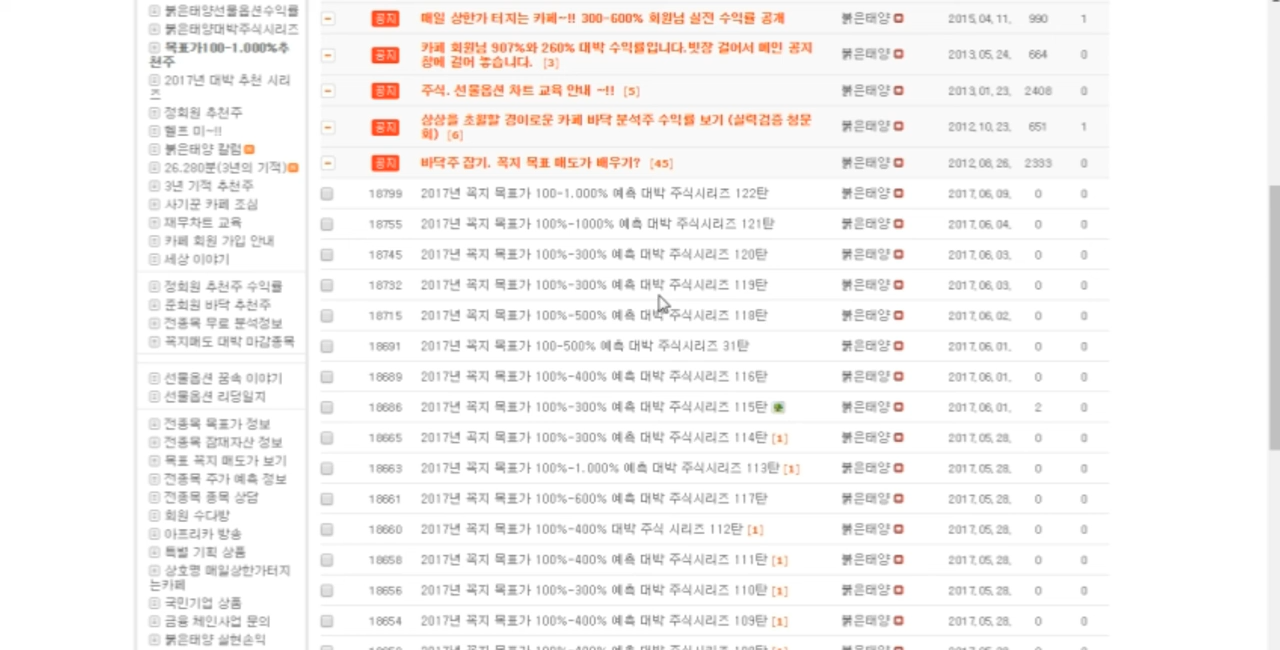 붉은태양선물옵션수익률
붉은태양대박주식시리즈
목표가100-1.000%추
천주
2017년 대박 추천 시리
즈
정회원 추천주
헬프 미~!!
붉은태양 칼럼
26.280분(3년의 기적)
3년 기적 추천주
사기꾼 카페 조심
재무차트 교육
카페 회원 가입 안내
세상 이야기
정회원 추천주 수익률
준회원 바닥 추천주
전종목 무료 분석정보
꼭지매도 대박 마감종목
선물옵션 꿈속 이야기
선물옵션 리딩일지
전종목 목표가 정보
전종목 잠재자산 정보
목표 꼭지 매도가 보기
전종목 주가 예측 정보
전종목 종목 상담
회원 수다방
아프리카 방송
특별 기획 상품
상호명 매일상한가터지
는카페
국민기업 상품
금융 체인사업 문의
붉은태양 실현손익
공지 매일 상한가 터지는 카페~!! 300-600% 회원님 실전 수익률 공개 붉은태양 2015.04.11. 990 1
공지 카페 회원님 907%와 260% 대박 수익률입니다.빗장 걸어서 메인 공지
창에 걸어 놓습니다. [3] 붉은태양 2013.05.24. 664 0
공지 주식. 선물옵션 차트 교육 안내 ~!! [5] 붉은태양 2013.01.23. 2408 0
공지 상상을 초월할 경이로운 카페 바닥 분석주 수익률 보기 (실력검증 청문
회) [6] 붉은태양 2012.10.23. 651 1
공지 바닥주 잡기. 꼭지 목표 매도가 배우기? [45] 붉은태양 2012.08.26. 2333 0
18799 2017년 꼭지 목표가 100-1.000% 예측 대박 주식시리즈 122탄 붉은태양 2017.06.09. 0 0
18755 2017년 꼭지 목표가 100%-1000% 예측 대박 주식시리즈 121탄 붉은태양 2017.06.04. 0 0
18745 2017년 꼭지 목표가 100%-300% 예측 대박 주식시리즈 120탄 붉은태양 2017.06.03. 0 0
18732 2017년 꼭지 목표가 100%-300% 예측 대박 주식시리즈 119탄 붉은태양 2017.06.03. 0 0
18715 2017년 꼭지 목표가 100%-500% 예측 대박 주식시리즈 118탄 붉은태양 2017.06.02. 0 0
18691 2017년 꼭지 목표가 100-500% 예측 대박 주식시리즈 31탄 붉은태양 2017.06.01. 0 0
18689 2017년 꼭지 목표가 100%-400% 예측 대박 주식시리즈 116탄 붉은태양 2017.06.01. 0 0
18686 2017년 꼭지 목표가 100%-300% 예측 대박 주식시리즈 115탄 붉은태양 2017.06.01. 2 0
18665 2017년 꼭지 목표가 100%-300% 예측 대박 주식시리즈 114탄 [1] 붉은태양 2017.05.28. 0 0
18663 2017년 꼭지 목표가 100%-1.000% 예측 대박 주식시리즈 113탄 [1] 붉은태양 2017.05.28. 0 0
18661 2017년 꼭지 목표가 100%-600% 예측 대박 주식시리즈 117탄 붉은태양 2017.05.28. 0 0
18660 2017년 꼭지 목표가 100%-400% 대박 주식 시리즈 112탄 [1] 붉은태양 2017.05.28. 0 0
18658 2017년 꼭지 목표가 100%-400% 예측 대박 주식시리즈 111탄 [1] 붉은태양 2017.05.28. 0 0
18656 2017년 꼭지 목표가 100%-300% 예측 대박 주식시리즈 110탄 [1] 붉은태양 2017.05.28. 0 0
18654 2017년 꼭지 목표가 100%-400% 예측 대박 주식시리즈 109탄 [1] 붉은태양 2017.05.28. 0 0